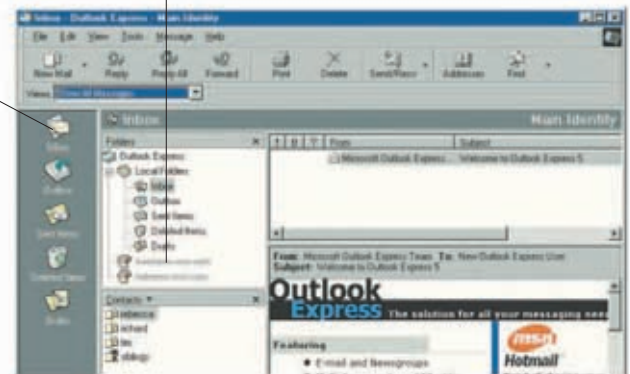 Inbox - Outlook Express - Main Identity
File Edit View Tools Message Help
New Mail Reply Reply All Forward Print Delete Send/Recv Addresses Find
Views
Inbox
Main Identity
Inbox
Outbox
Sent Items
Deleted Items
Drafts
Folders
Outlook Express
Local Folders
Inbox
Outbox
Sent Items
Deleted Items
Drafts
Contacts
rebecca
richard
tim
siblings
From Subject
Microsoft Outlook Express Welcome to Outlook Express 5
From: Microsoft Outlook Express Team To: New Outlook Express User
Subject: Welcome to Outlook Express 5
Outlook
Express The solution for all your messaging
Featuring
E-mail and Newsgroups
msn
Hotmail